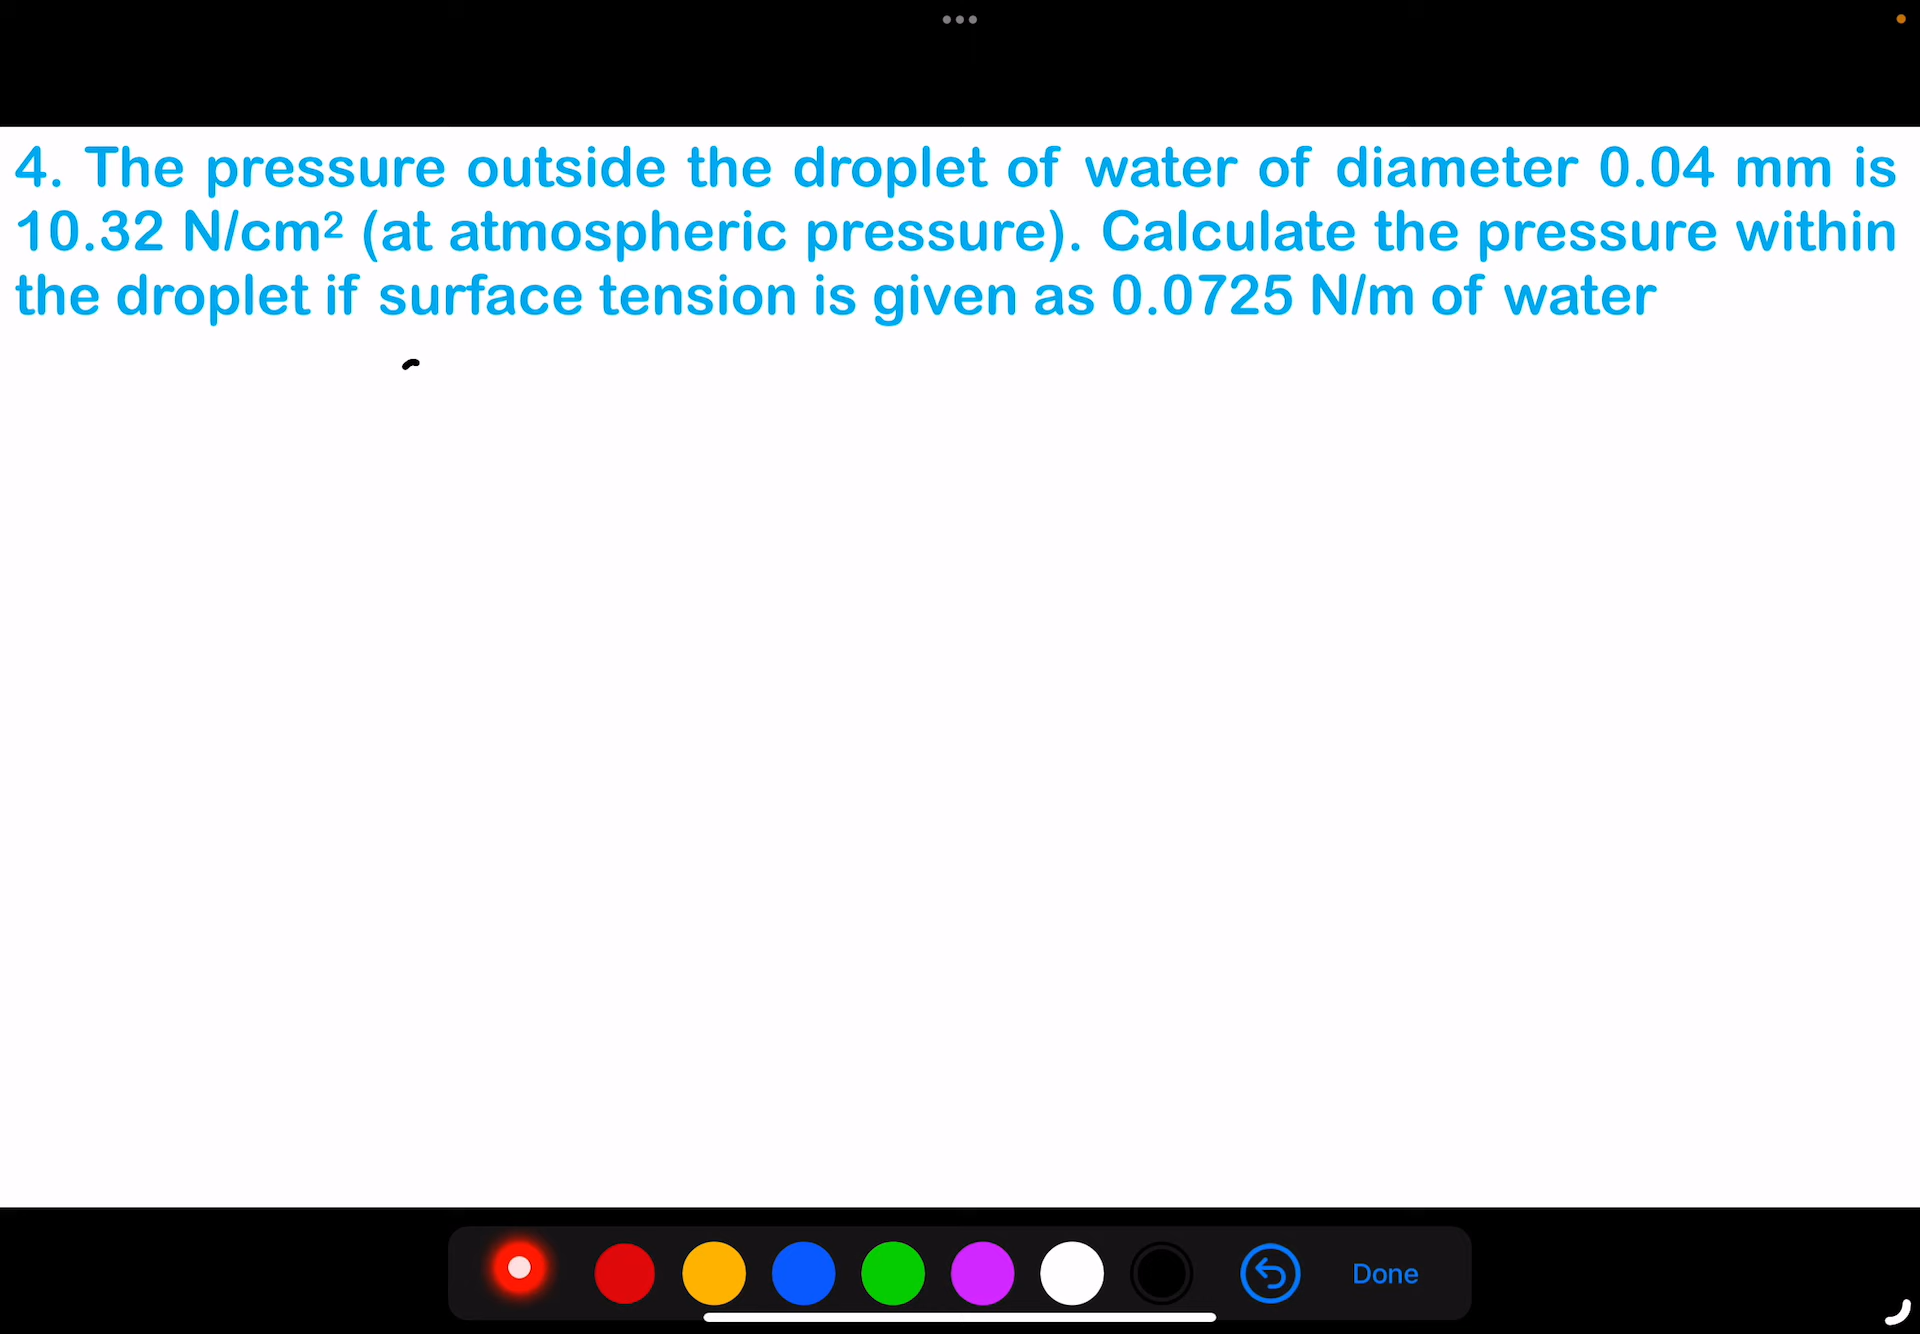 4. The pressure outside the droplet of water of diameter 0.04 mm is
10.32 N/cm² (at atmospheric pressure). Calculate the pressure within
the droplet if surface tension is given as 0.0725 N/m of water
Done